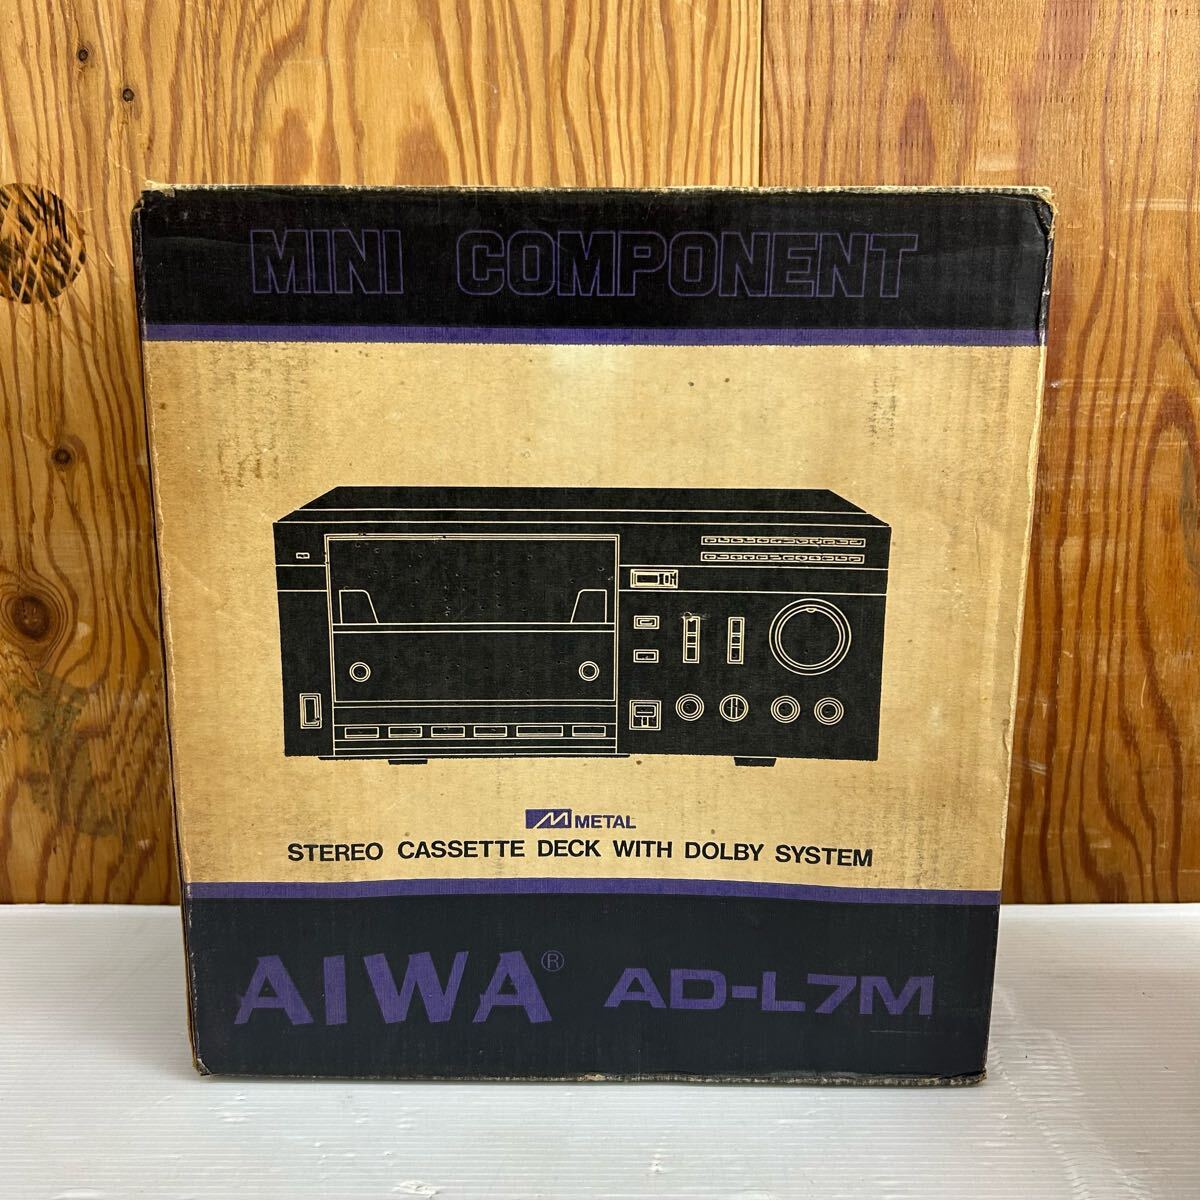 MINI COMPONENT
M METAL
STEREO CASSETTE DECK WITH DOLBY SYSTEM
AIWA® AD-L7M